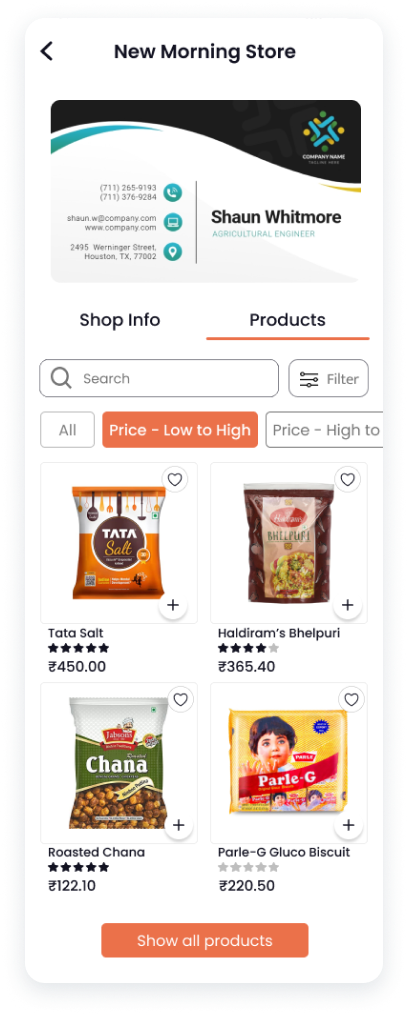 New Morning Store
COMPANY NAME
TAGLINE HERE
(711) 265-9193
(711) 376-9284
shaun.w@company.com
www.company.com
2495 Werninger Street,
Houston, TX, 77002
Shaun Whitmore
AGRICULTURAL ENGINEER
Shop Info
Products
Search
Filter
All
Price - Low to High
Price - High to
TATA
Salt
Haldiram's
BHELPURI
Tata Salt
₹450.00
Haldiram's Bhelpuri
₹365.40
Jabsons
Roasted
Chana
PARLE
Parle-G
Roasted Chana
₹122.10
Parle-G Gluco Biscuit
₹220.50
Show all products